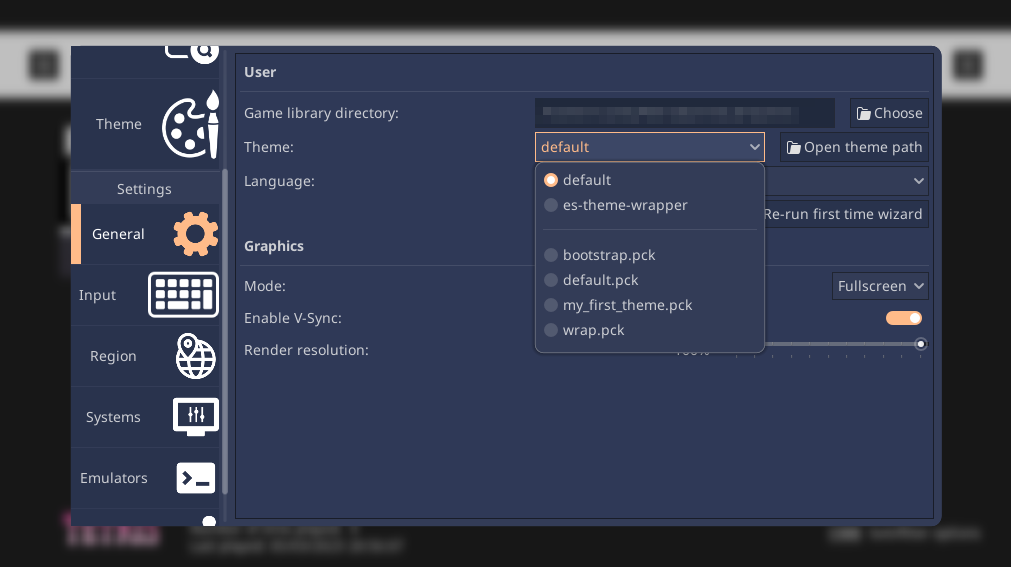 Theme
Settings
General
Input
Region
Systems
Emulators
User
Game library directory:
Choose
Theme:
default
Open theme path
Language:
default
es-theme-wrapper
bootstrap.pck
default.pck
my_first_theme.pck
wrap.pck
Re-run first time wizard
Graphics
Mode:
Fullscreen
Enable V-Sync:
Render resolution: